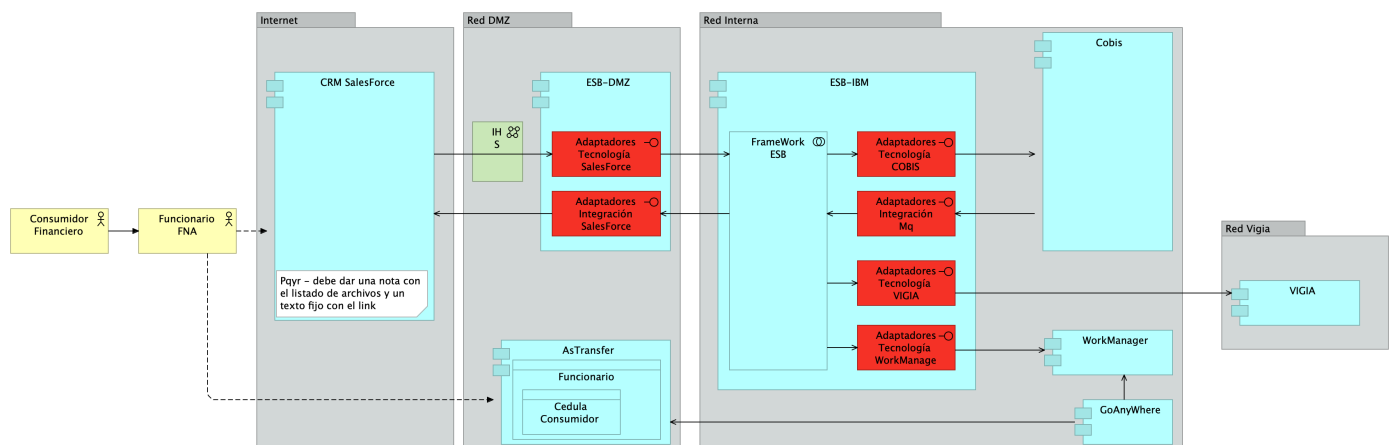 Internet
Red DMZ
Red Interna
CRM SalesForce
ESB-DMZ
ESB-IBM
Cobis
IH
S
Adaptadores
Tecnología
SalesForce
FrameWork
ESB
Adaptadores
Tecnología
COBIS
Adaptadores
Integración
SalesForce
Adaptadores
Integración
Mq
Consumidor
Financiero
Funcionario
FNA
Red Vigia
Adaptadores
Tecnología
VIGIA
VIGIA
Pqyr - debe dar una nota con
el listado de archivos y un
texto fijo con el link
Adaptadores
Tecnología
WorkManage
WorkManager
AsTransfer
Funcionario
Cedula
Consumidor
GoAnyWhere